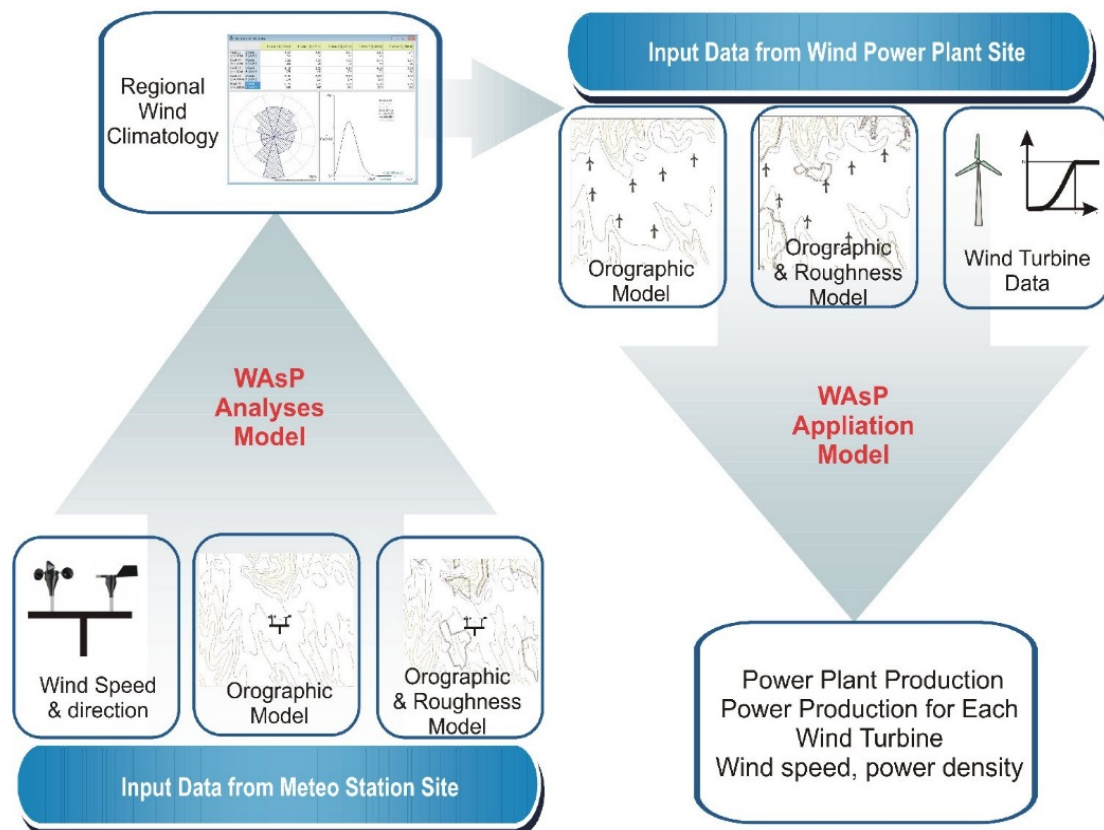 Regional
Wind
Climatology
Input Data from Wind Power Plant Site
Orographic
Model
Orographic
& Roughness
Model
Wind Turbine
Data
WAsP
Analyses
Model
WAsP
Appliation
Model
Wind Speed
& direction
Orographic
Model
Orographic
& Roughness
Model
Input Data from Meteo Station Site
Power Plant Production
Power Production for Each
Wind Turbine
Wind speed, power density